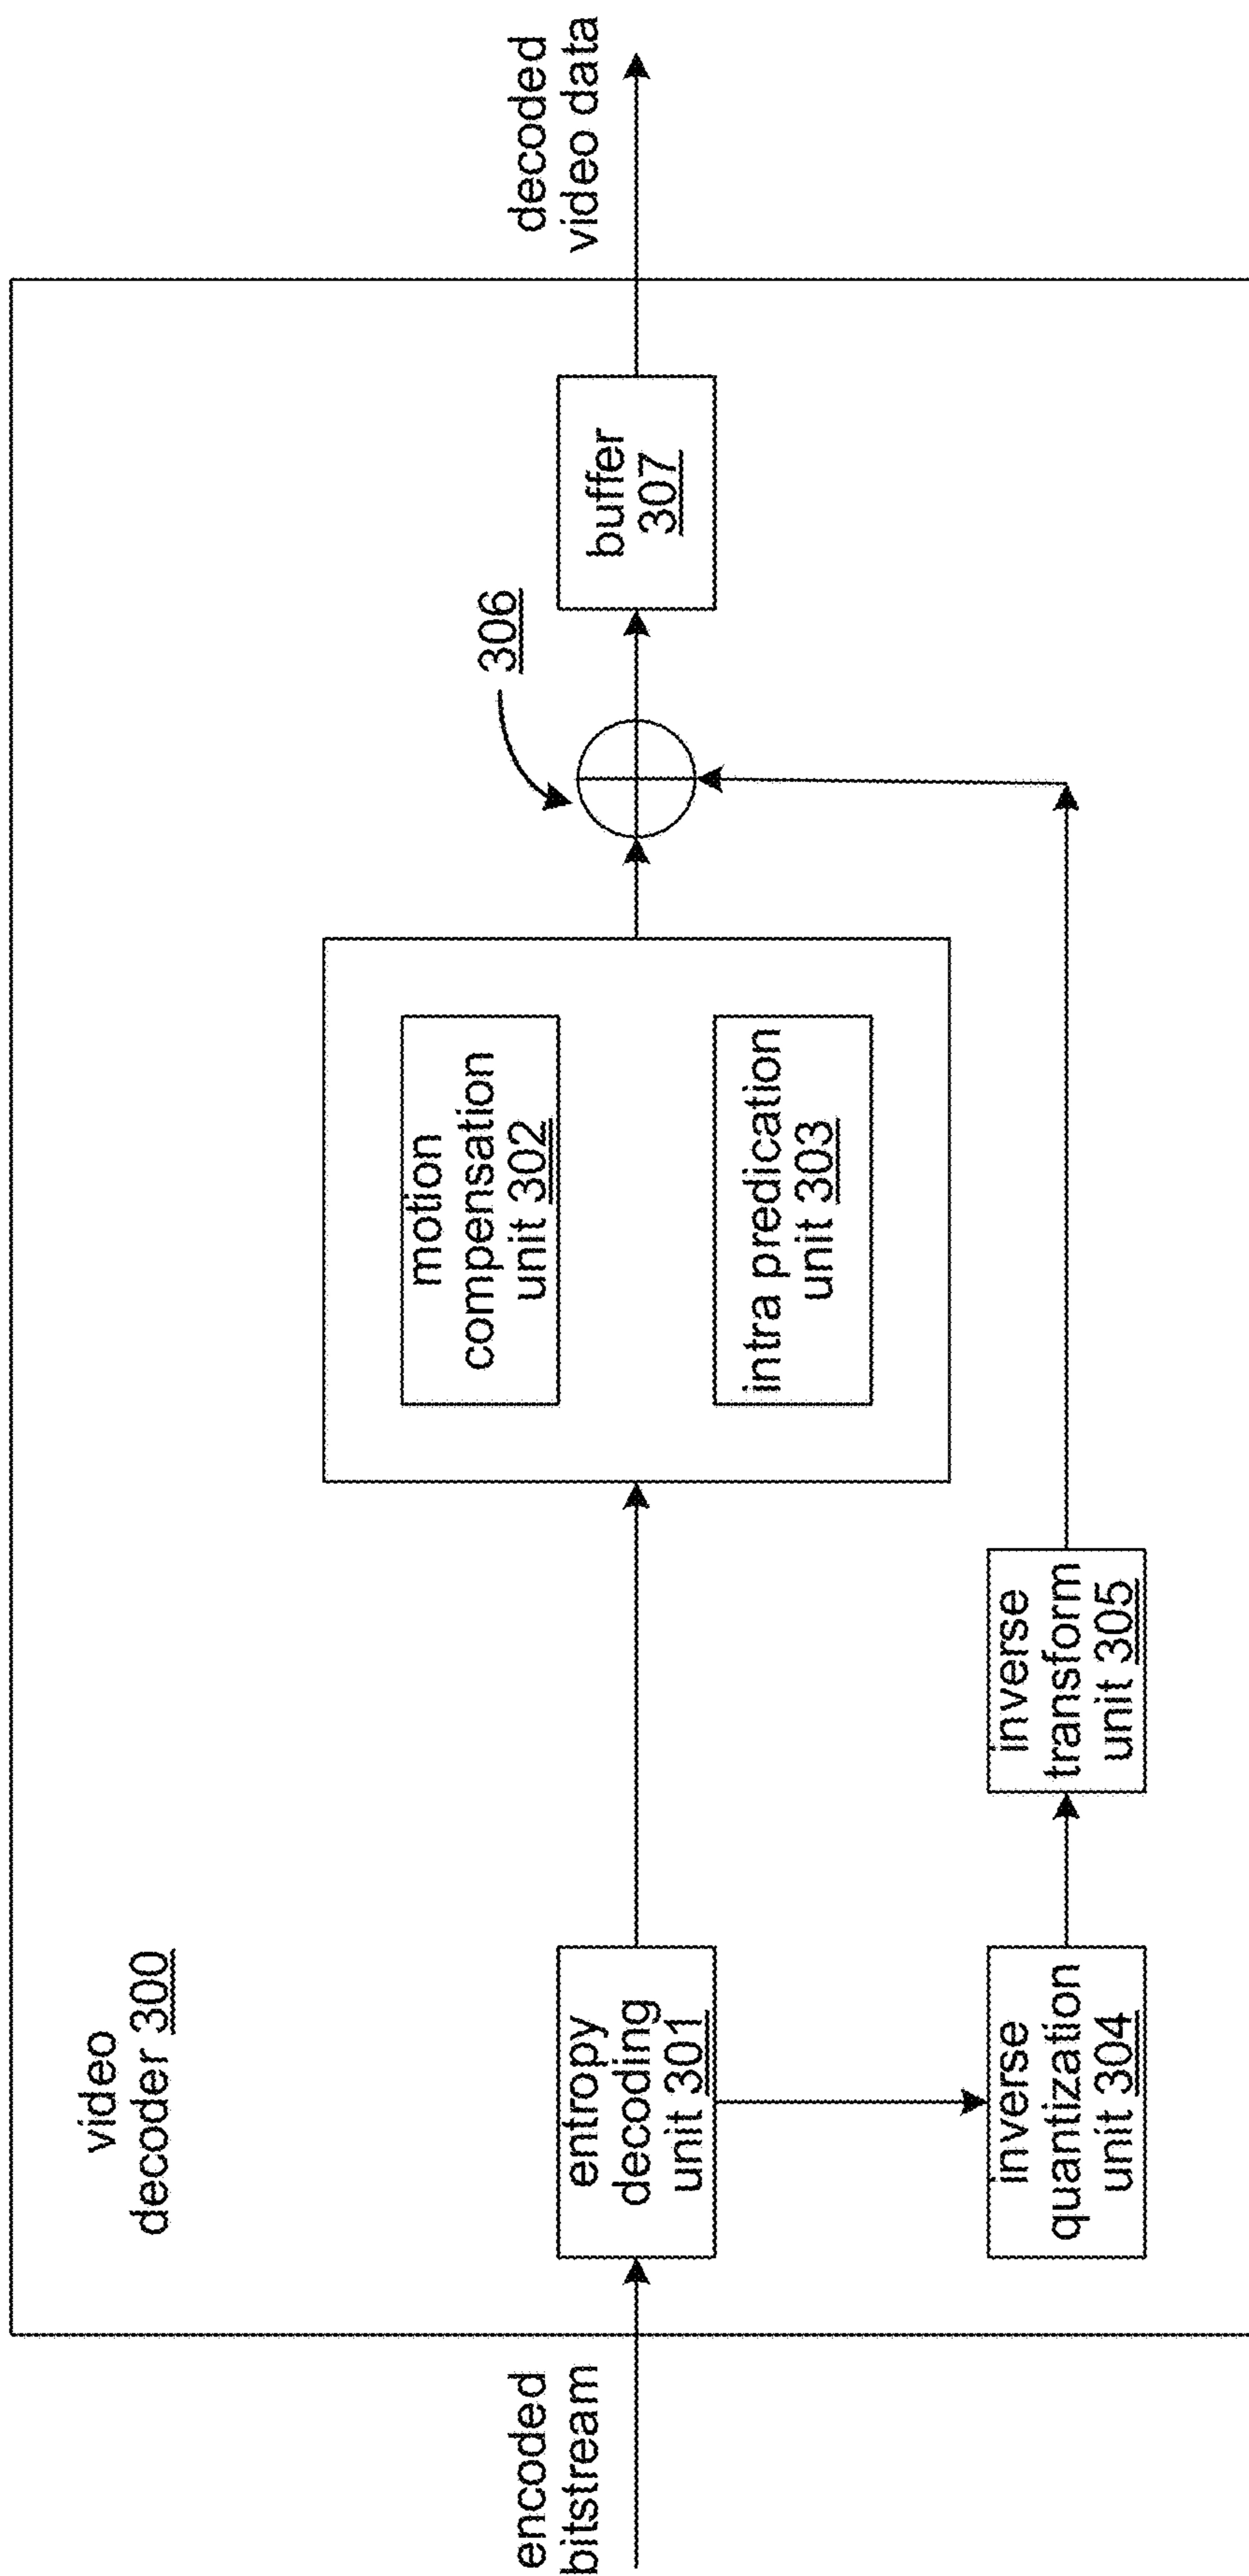 video
decoder 300
encoded
bitstream
entropy
decoding
unit 301
inverse
quantization
unit 304
inverse
transform
unit 305
motion
compensation
unit 302
intra predication
unit 303
306
buffer
307
decoded
video data